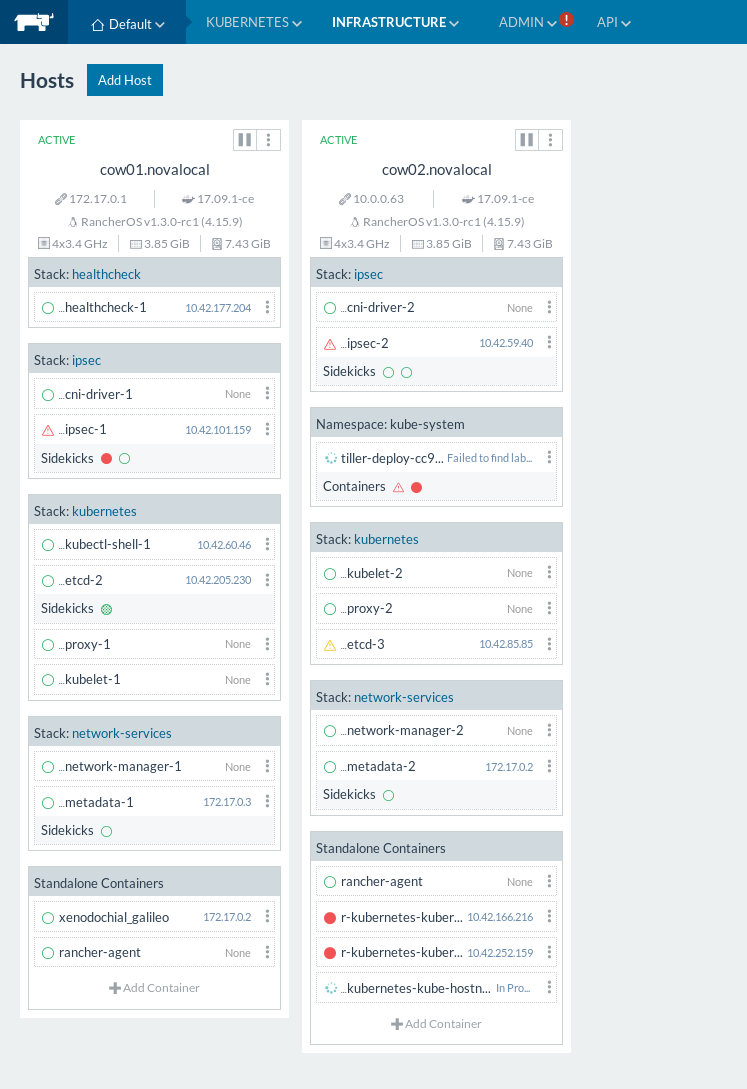 Default KUBERNETES INFRASTRUCTURE ADMIN ! API
Hosts Add Host
ACTIVE
cow01.novalocal
172.17.0.1 17.09.1-ce
RancherOS v1.3.0-rc1 (4.15.9)
4x3.4 GHz 3.85 GiB 7.43 GiB
Stack: healthcheck
...healthcheck-1 10.42.177.204
Stack: ipsec
...cni-driver-1 None
...ipsec-1 10.42.101.159
Sidekicks
Stack: kubernetes
...kubectl-shell-1 10.42.60.46
...etcd-2 10.42.205.230
Sidekicks
...proxy-1 None
...kubelet-1 None
Stack: network-services
...network-manager-1 None
...metadata-1 172.17.0.3
Sidekicks
Standalone Containers
xenodochial_galileo 172.17.0.2
rancher-agent None
Add Container
ACTIVE
cow02.novalocal
10.0.0.63 17.09.1-ce
RancherOS v1.3.0-rc1 (4.15.9)
4x3.4 GHz 3.85 GiB 7.43 GiB
Stack: ipsec
...cni-driver-2 None
...ipsec-2 10.42.59.40
Sidekicks
Namespace: kube-system
tiller-deploy-cc9... Failed to find lab...
Containers
Stack: kubernetes
...kubelet-2 None
...proxy-2 None
...etcd-3 10.42.85.85
Stack: network-services
...network-manager-2 None
...metadata-2 172.17.0.2
Sidekicks
Standalone Containers
rancher-agent None
r-kubernetes-kuber... 10.42.166.216
r-kubernetes-kuber... 10.42.252.159
...kubernetes-kube-hostn... In Pro...
Add Container